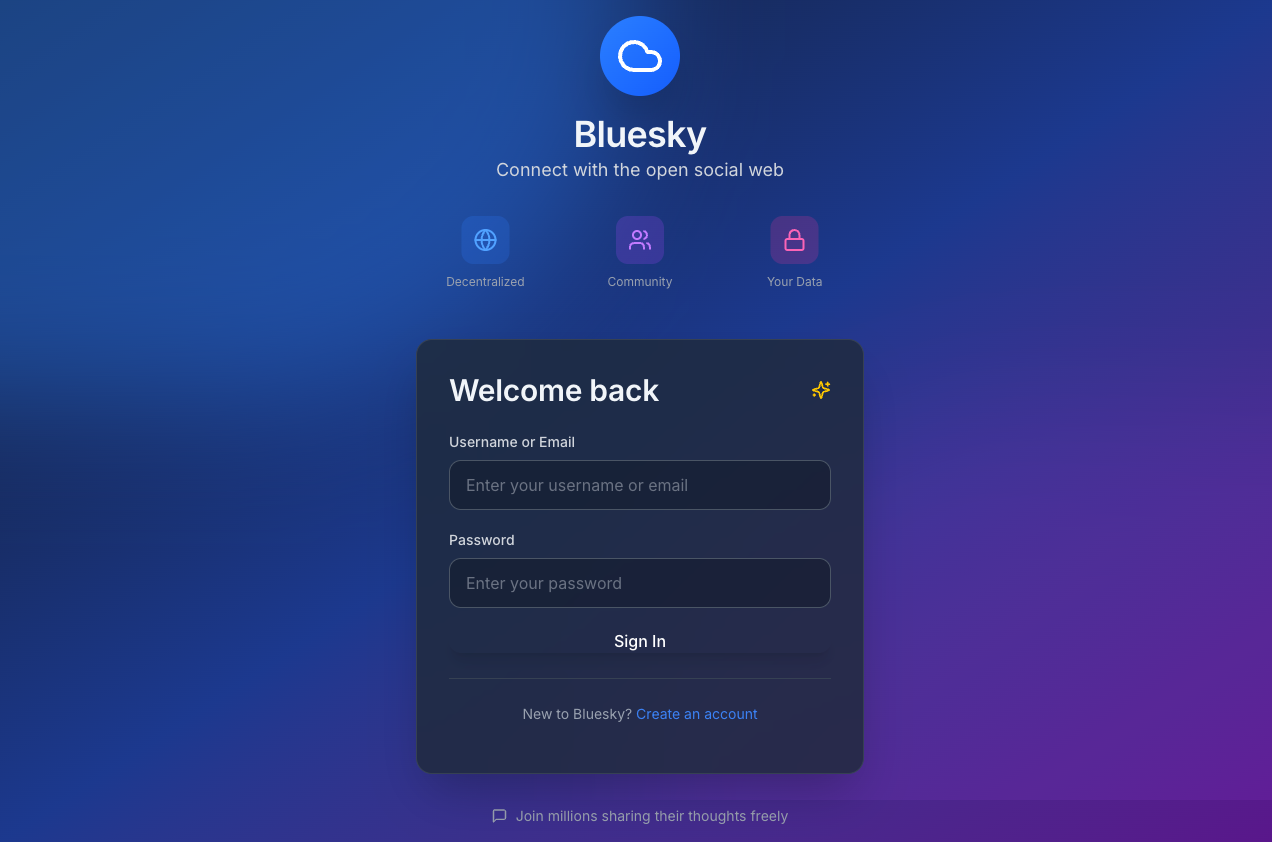 Bluesky
Connect with the open social web
Decentralized
Community
Your Data
Welcome back
Username or Email
Enter your username or email
Password
Enter your password
Sign In
New to Bluesky? Create an account
Join millions sharing their thoughts freely